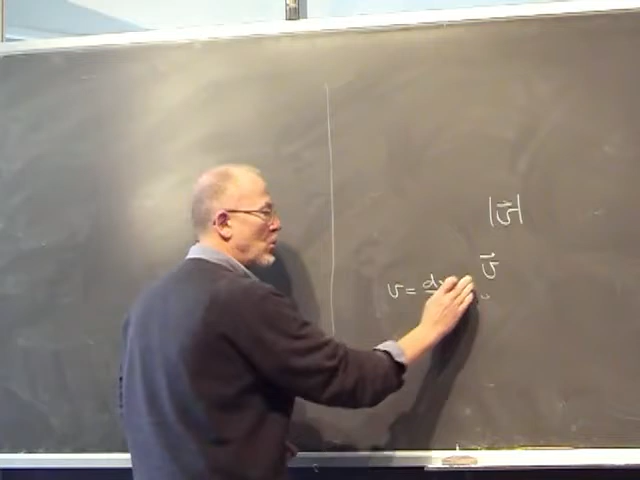 |v⃗|
v⃗
v = d